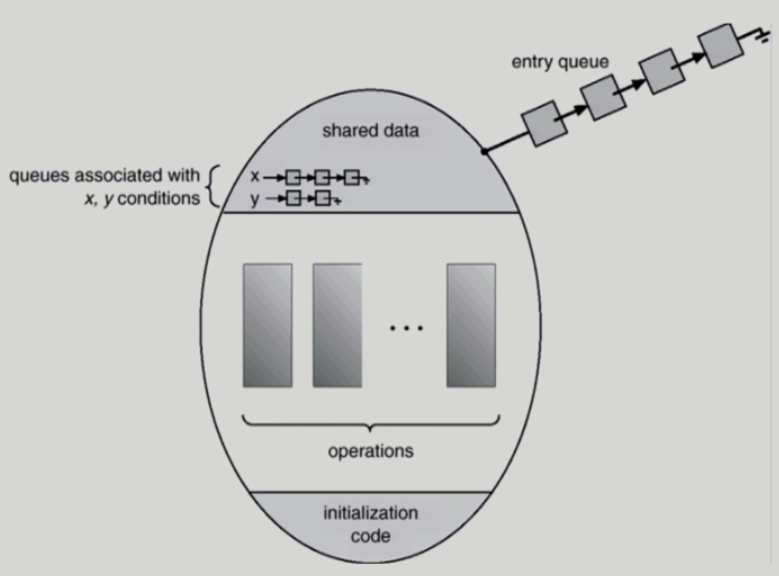 entry queue
shared data
queues associated with
x, y conditions
x
y
...
operations
initialization
code